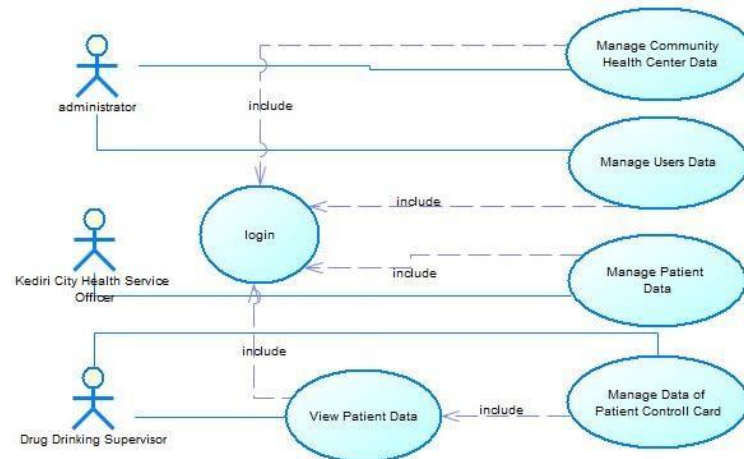 Manage Community
Health Center Data
administrator
include
Manage Users Data
include
login
Kediri City Health Service
Officer
include
Manage Patient
Data
include
View Patient Data
include
Manage Data of
Patient Controll Card
Drug Drinking Supervisor